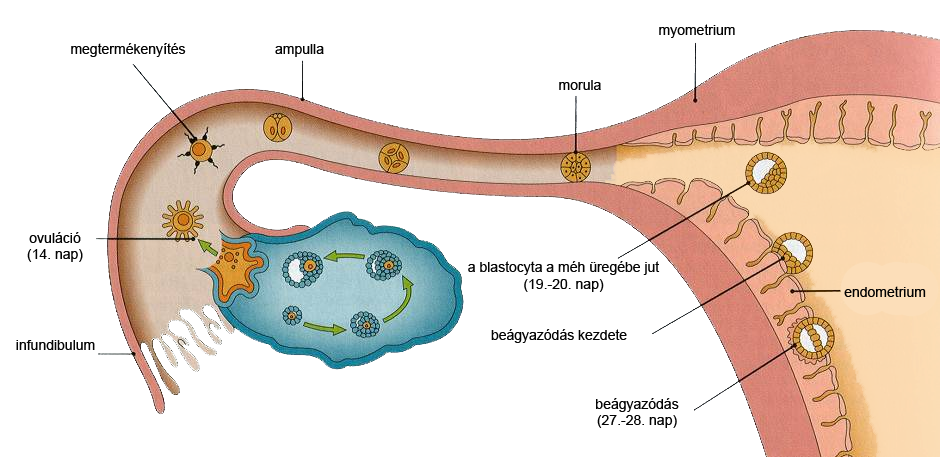 megtermékenyítés
ampulla
myometrium
morula
ovuláció
(14. nap)
infundibulum
a blastocyta a méh üregébe jut
(19.-20. nap)
endometrium
beágyazódás kezdete
beágyazódás
(27.-28. nap)